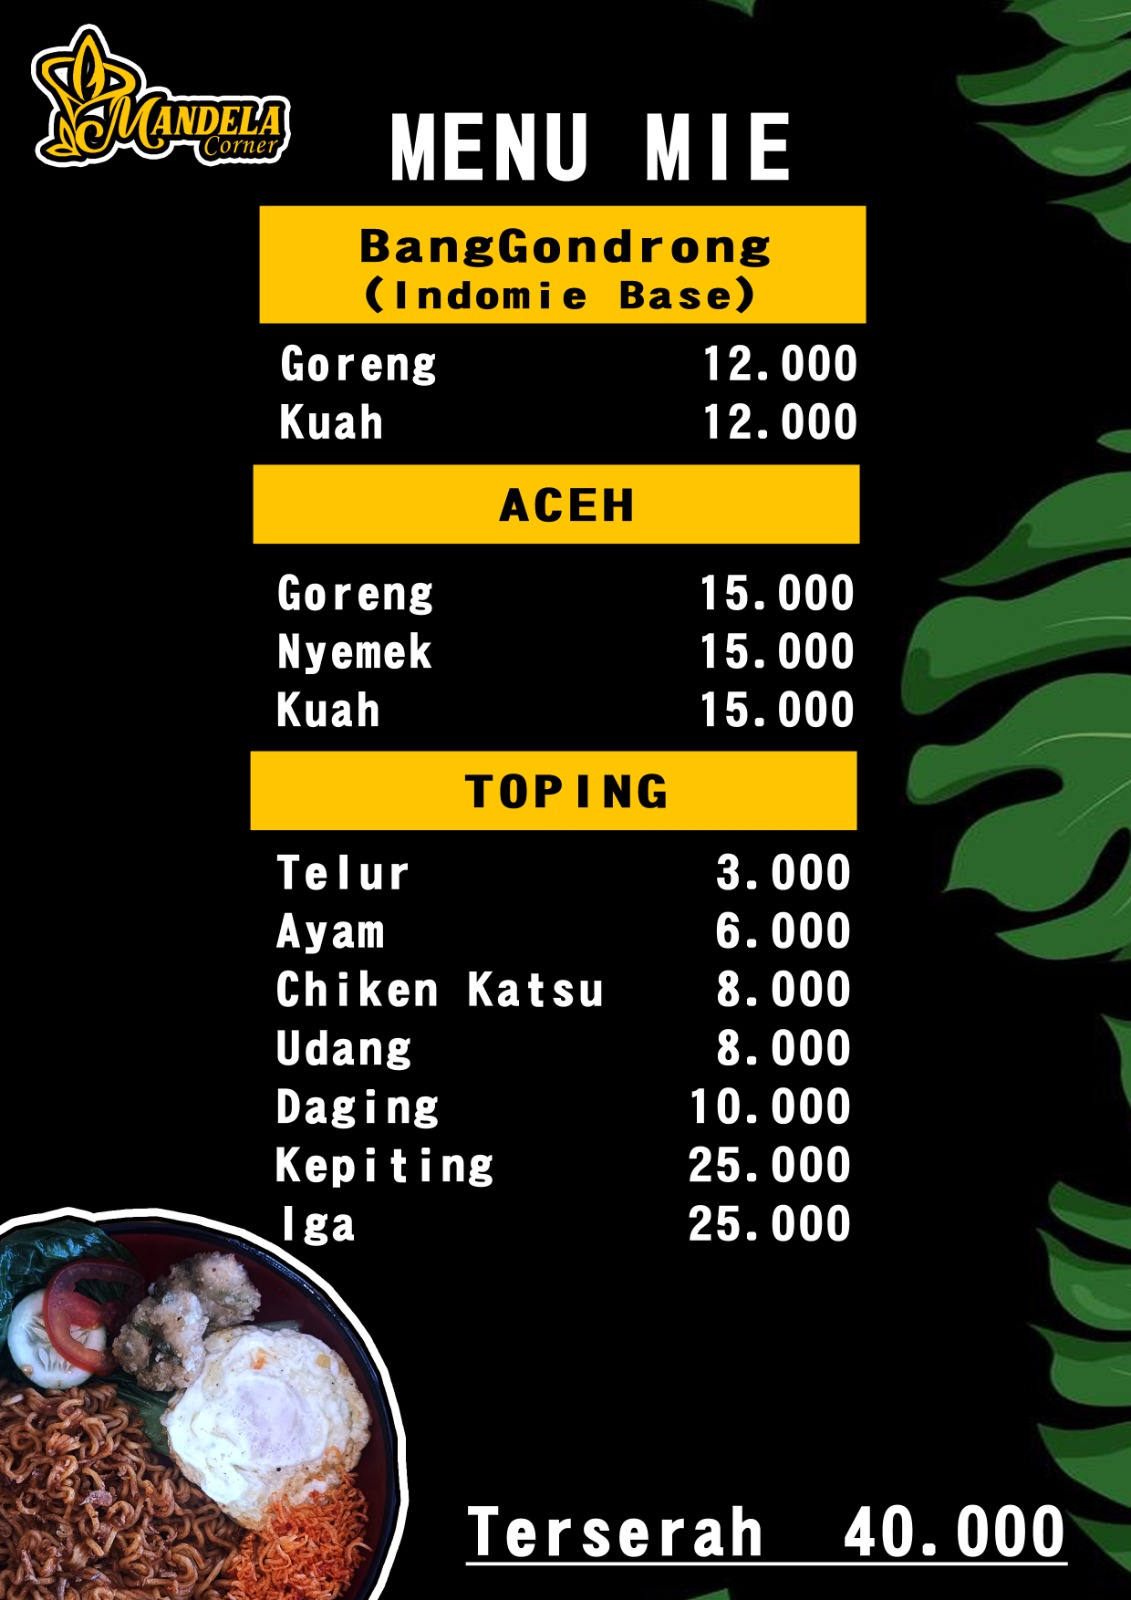 MANDELA
Corner
MENU MIE
BangGondrong
(Indomie Base)
Goreng 12.000
Kuah 12.000
ACEH
Goreng 15.000
Nyemek 15.000
Kuah 15.000
TOPING
Telur 3.000
Ayam 6.000
Chiken Katsu 8.000
Udang 8.000
Daging 10.000
Kepiting 25.000
Iga 25.000
Terserah 40.000